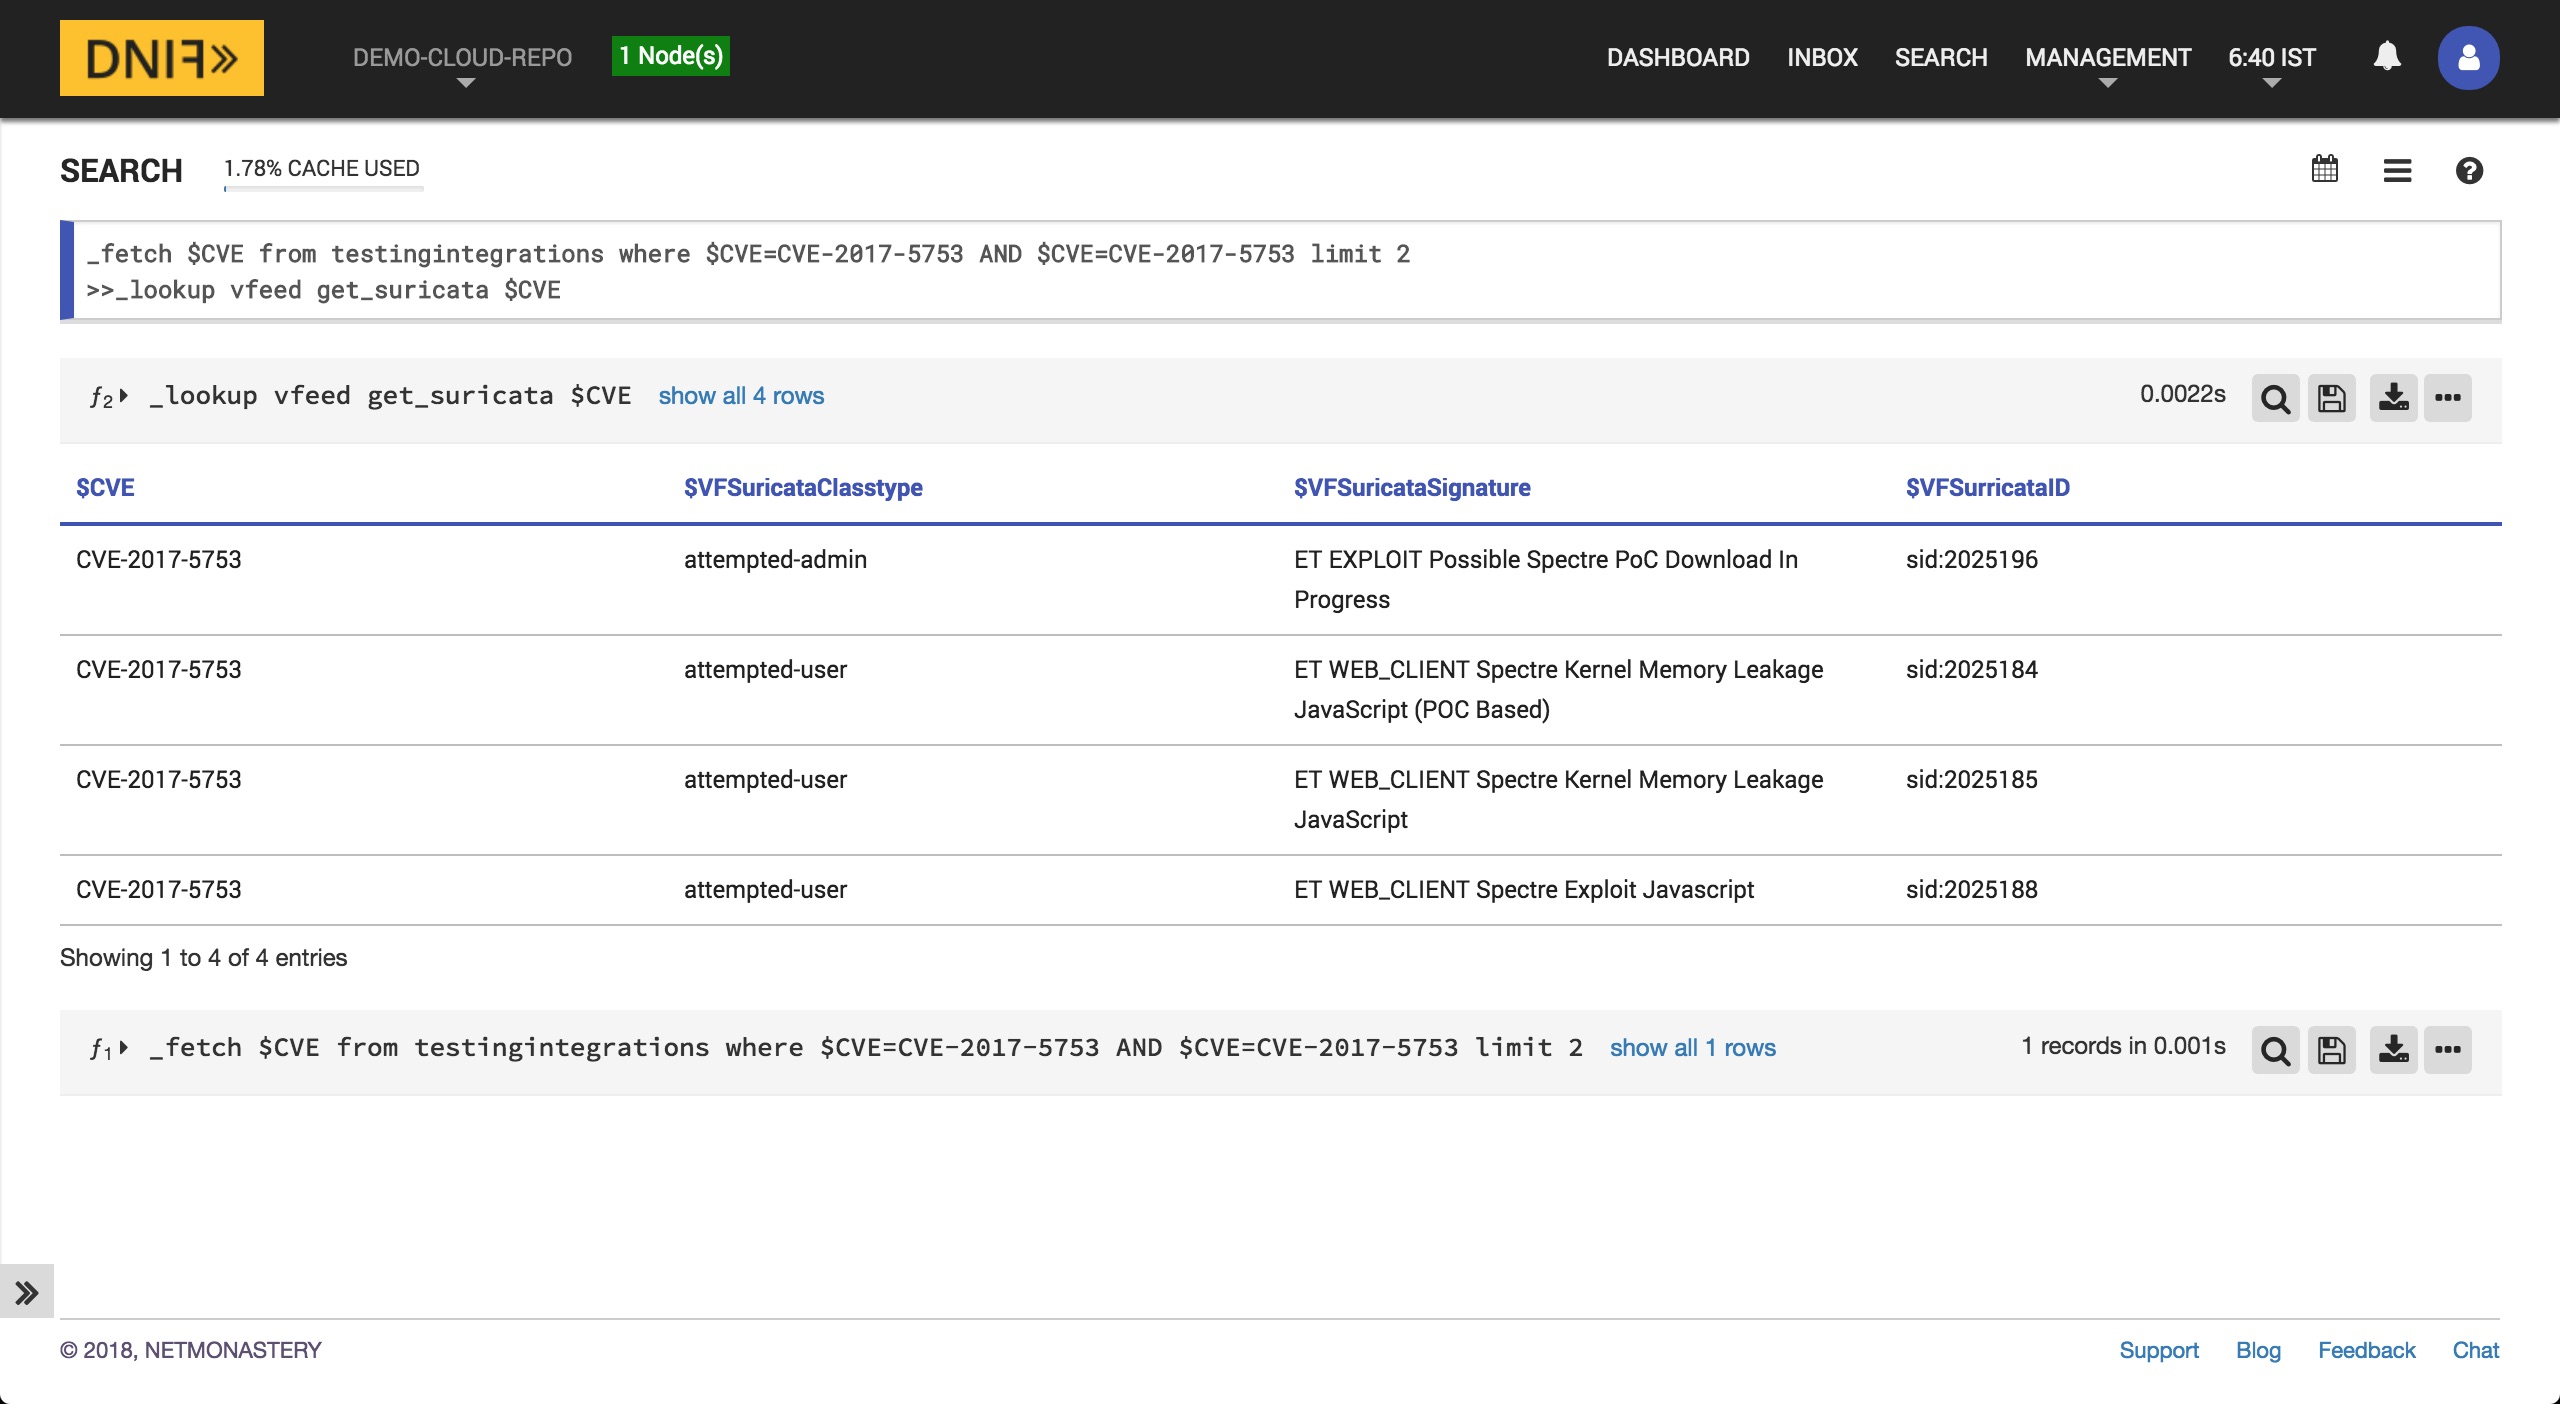 DNIF»
DEMO-CLOUD-REPO
1 Node(s)
DASHBOARD INBOX SEARCH MANAGEMENT 6:40 IST
SEARCH
1.78% CACHE USED
_fetch $CVE from testingintegrations where $CVE=CVE-2017-5753 AND $CVE=CVE-2017-5753 limit 2
>>_lookup vfeed get_suricata $CVE
f2 _lookup vfeed get_suricata $CVE show all 4 rows 0.0022s
$CVE $VFSuricataClasstype $VFSuricataSignature $VFSurricataID
CVE-2017-5753 attempted-admin ET EXPLOIT Possible Spectre PoC Download In sid:2025196
Progress
CVE-2017-5753 attempted-user ET WEB_CLIENT Spectre Kernel Memory Leakage sid:2025184
JavaScript (POC Based)
CVE-2017-5753 attempted-user ET WEB_CLIENT Spectre Kernel Memory Leakage sid:2025185
JavaScript
CVE-2017-5753 attempted-user ET WEB_CLIENT Spectre Exploit Javascript sid:2025188
Showing 1 to 4 of 4 entries
f1 _fetch $CVE from testingintegrations where $CVE=CVE-2017-5753 AND $CVE=CVE-2017-5753 limit 2 show all 1 rows 1 records in 0.001s
© 2018, NETMONASTERY
Support Blog Feedback Chat